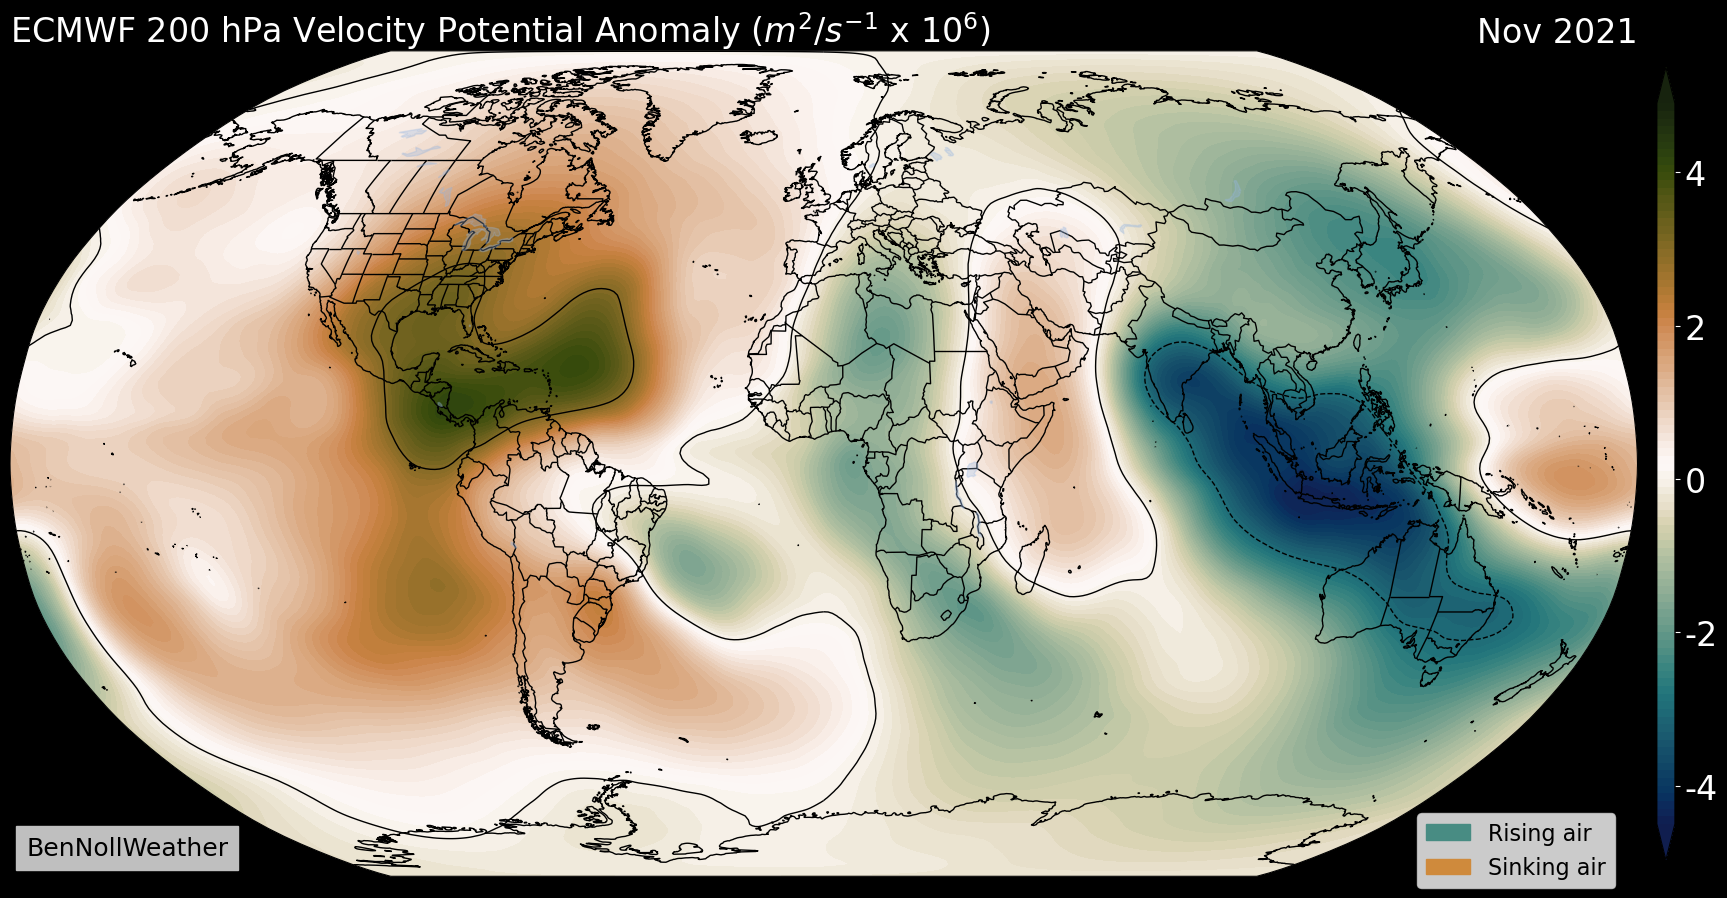 ECMWF 200 hPa Velocity Potential Anomaly (m²/s⁻¹ x 10⁶)
Nov 2021
4
2
0
-2
-4
BenNollWeather
Rising air
Sinking air